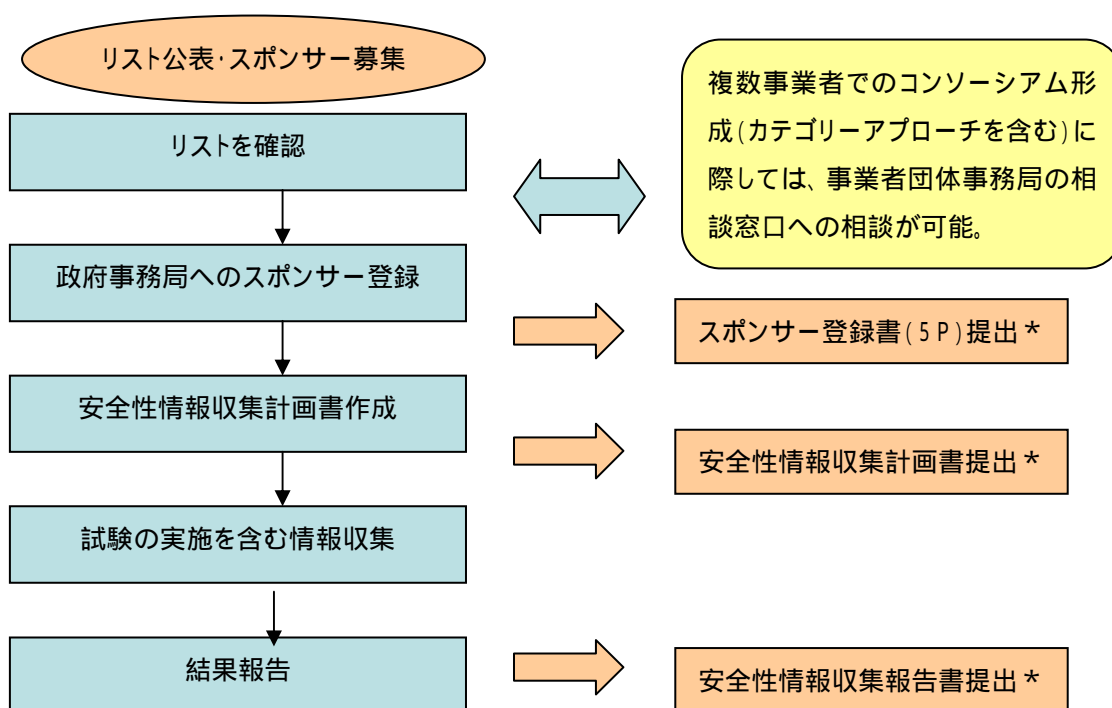 リスト公表・スポンサー募集
リストを確認
複数事業者でのコンソーシアム形
成(カテゴリーアプローチを含む)に
際しては、事業者団体事務局の相
談窓口への相談が可能。
政府事務局へのスポンサー登録
スポンサー登録書(5P)提出*
安全性情報収集計画書作成
安全性情報収集計画書提出*
試験の実施を含む情報収集
結果報告
安全性情報収集報告書提出*